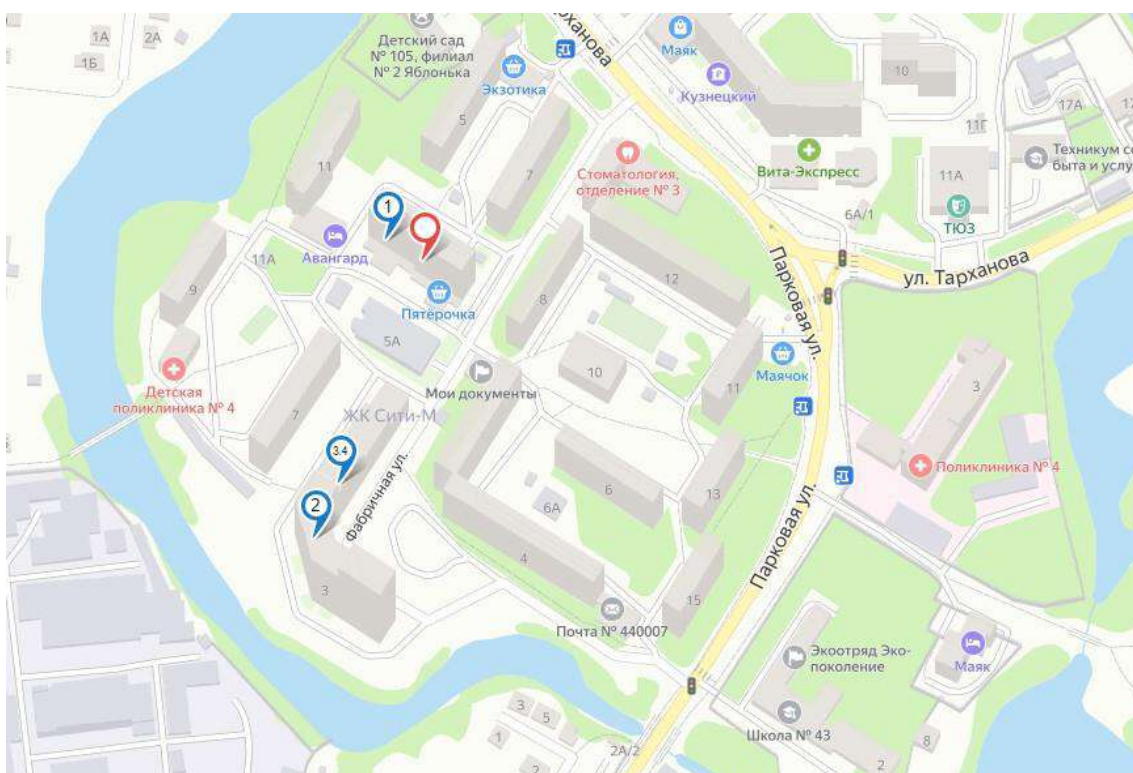 1А
2А
1Б
Детский сад
№ 105, филиал
№ 2 Яблонька
Экзотика
Тарханова
Маяк
Кузнецкий
10
17А
17
11Г
Техникум со
быта и услу
5
11
7
Стоматология,
отделение № 3
Вита-Экспресс
11А
ТЮЗ
6А/1
1
Авангард
11А
9
Пятёрочка
5А
8
12
Парковая ул.
ул. Тарханова
Детская
поликлиника № 4
7
Мои документы
10
Маячок
11
3
ЖК Сити-М
3.4
2
Фабричная ул.
6
6А
13
Поликлиника № 4
3
4
15
Парковая ул.
Почта № 440007
Экоотряд Эко-
поколение
Маяк
3
5
1
2А/2
2
Школа № 43
8
2